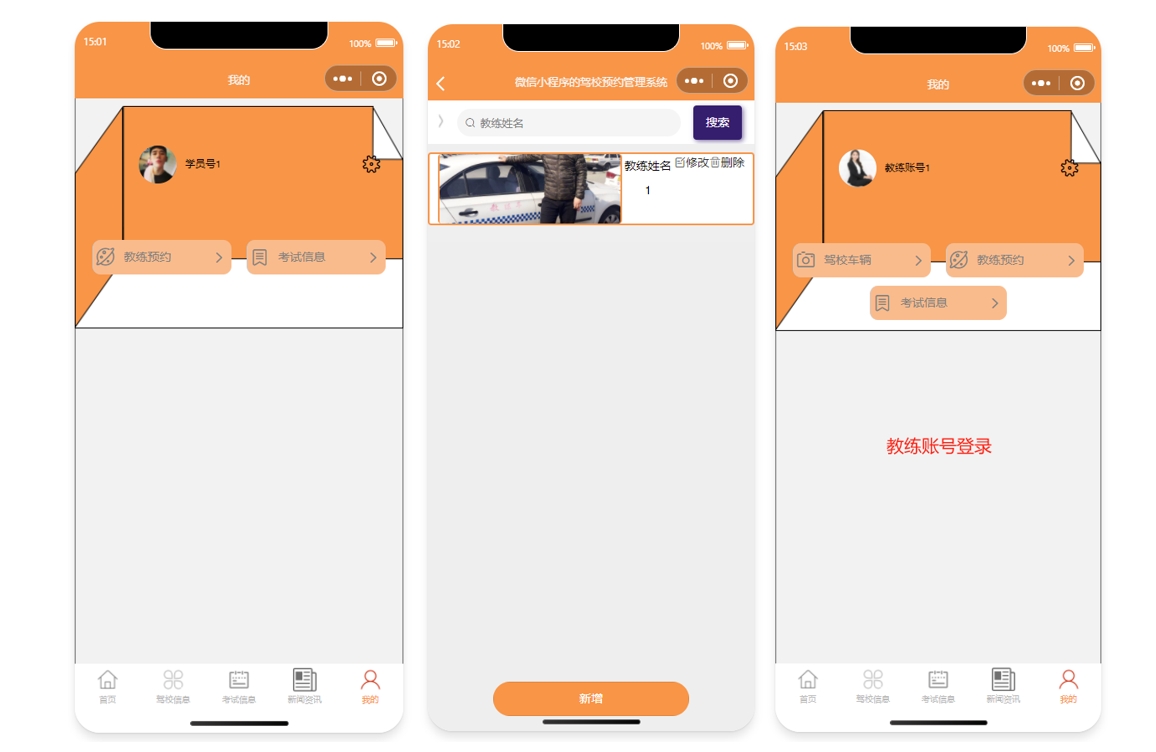 15:01
100%
我的
学员号1
教练预约
考试信息
首页
驾校信息
考试信息
新闻资讯
我的
15:02
100%
微信小程序的驾校预约管理系统
教练姓名
搜索
教练姓名 修改 删除
1
新增
15:03
100%
我的
教练账号1
驾校车辆
教练预约
考试信息
教练账号登录
首页
驾校信息
考试信息
新闻资讯
我的